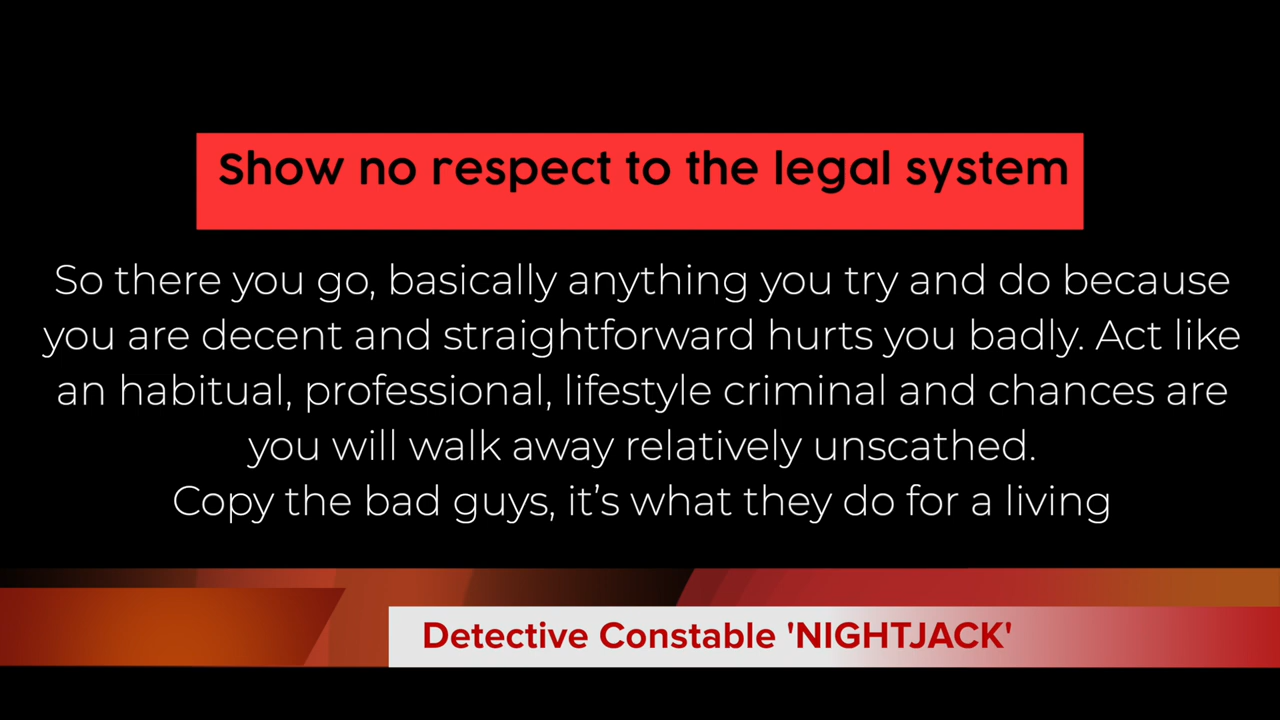 Show no respect to the legal system
So there you go, basically anything you try and do because
you are decent and straightforward hurts you badly. Act like
an habitual, professional, lifestyle criminal and chances are
you will walk away relatively unscathed.
Copy the bad guys, it’s what they do for a living
Detective Constable 'NIGHTJACK'